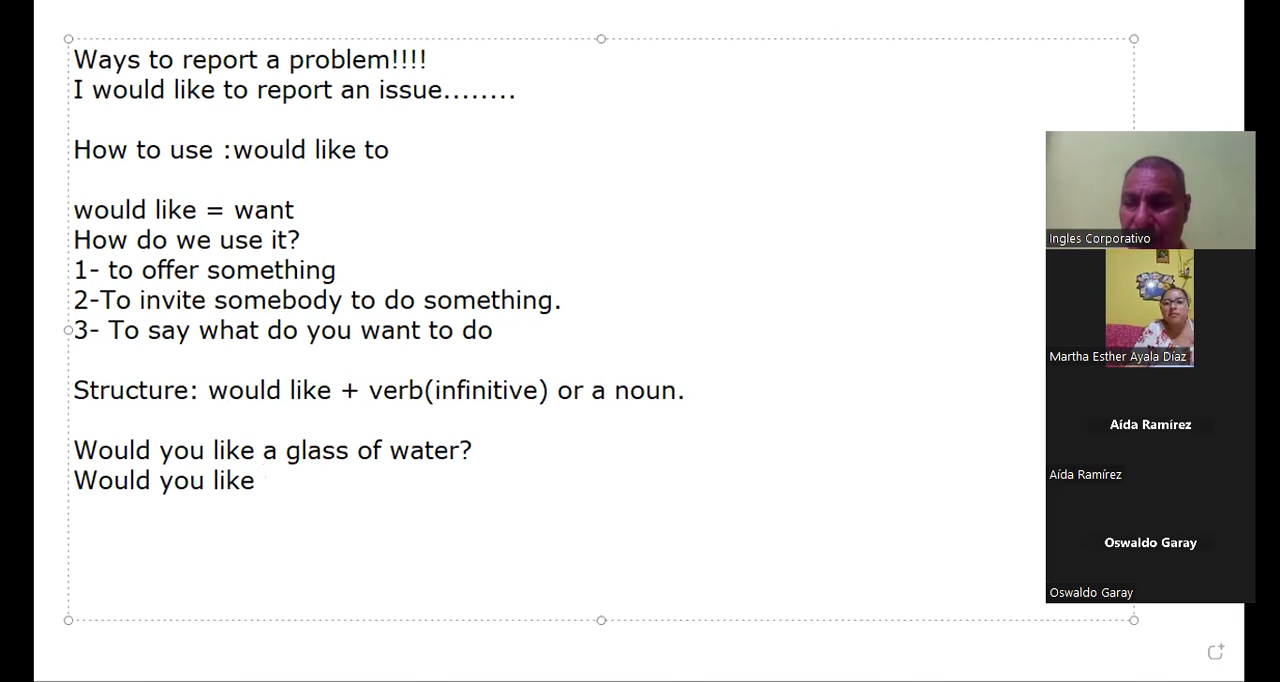 Ways to report a problem!!!!
I would like to report an issue........
How to use :would like to
would like = want
How do we use it?
1- to offer something
2-To invite somebody to do something.
3- To say what do you want to do
Structure: would like + verb(infinitive) or a noun.
Would you like a glass of water?
Would you like
Ingles Corporativo
Martha Esther Ayala Díaz
Aída Ramírez
Aída Ramírez
Oswaldo Garay
Oswaldo Garay